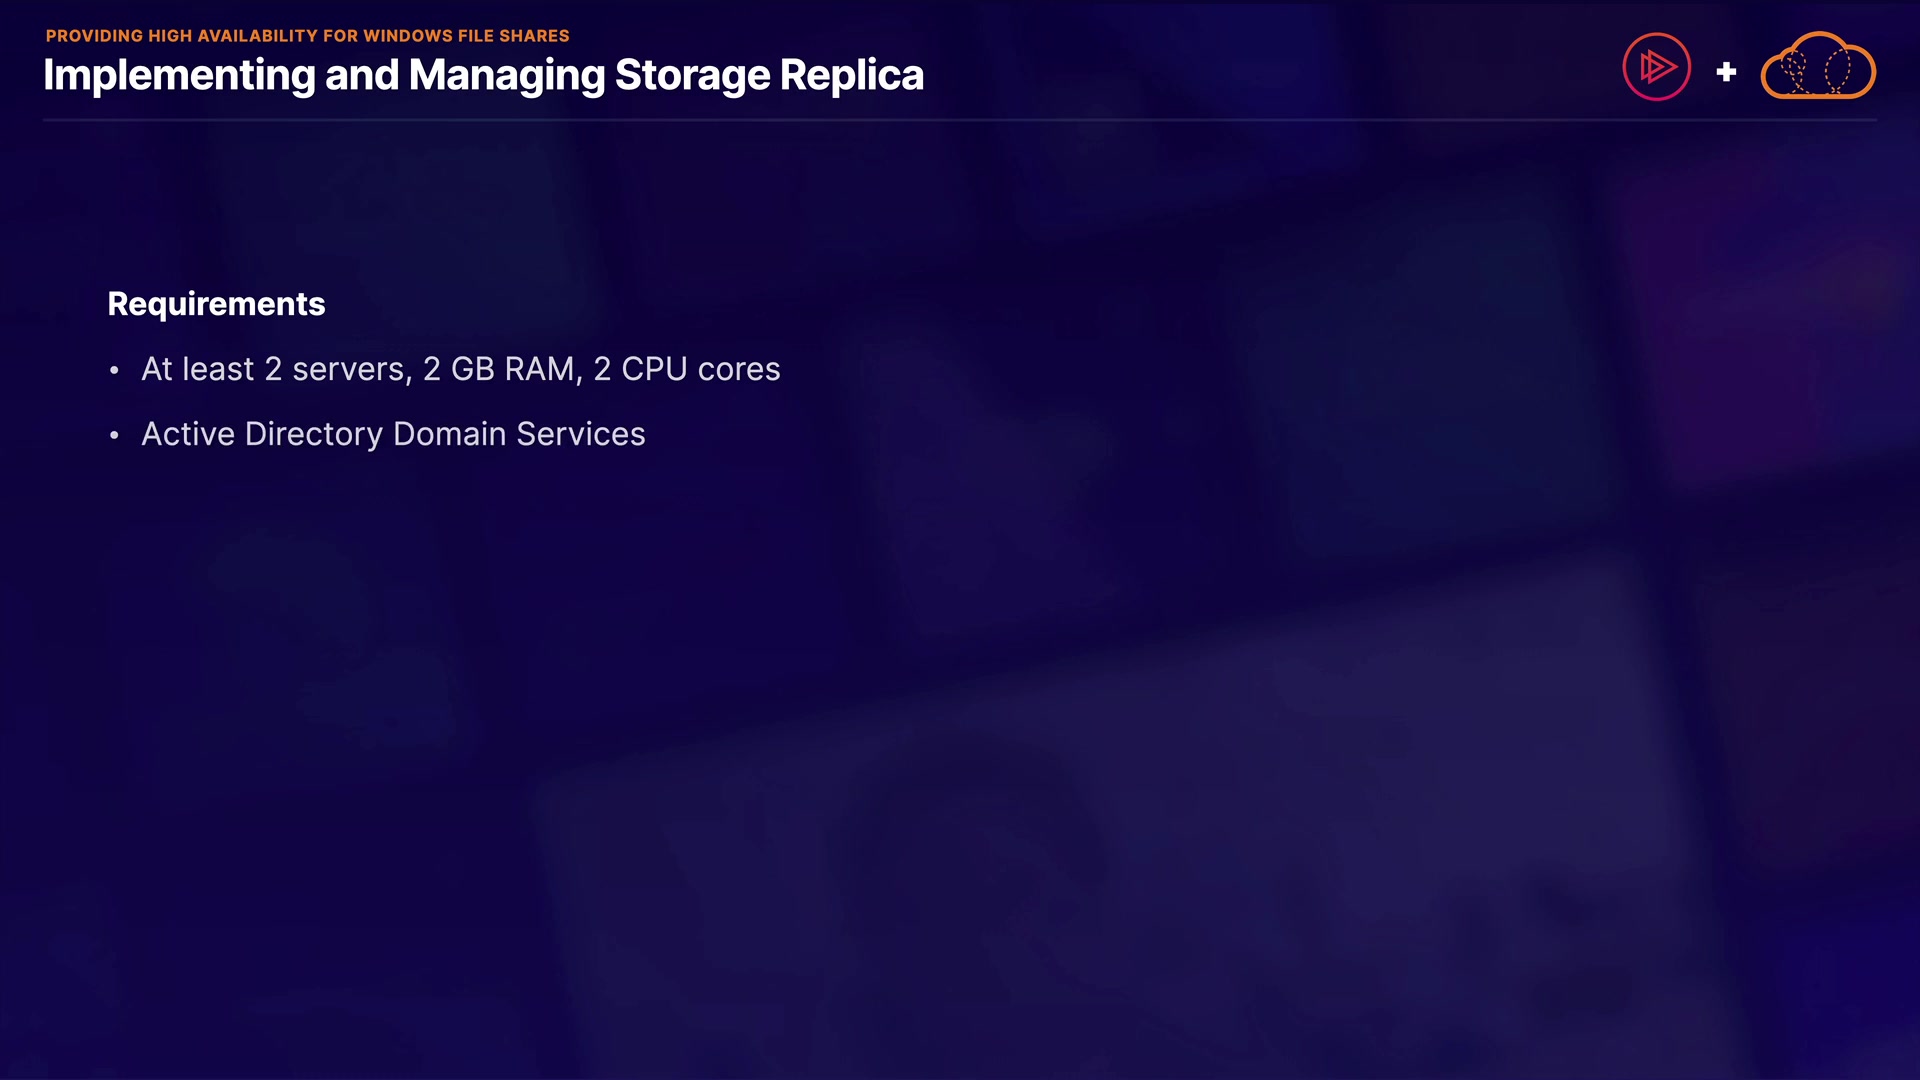 PROVIDING HIGH AVAILABILITY FOR WINDOWS FILE SHARES
Implementing and Managing Storage Replica
Requirements
• At least 2 servers, 2 GB RAM, 2 CPU cores
• Active Directory Domain Services